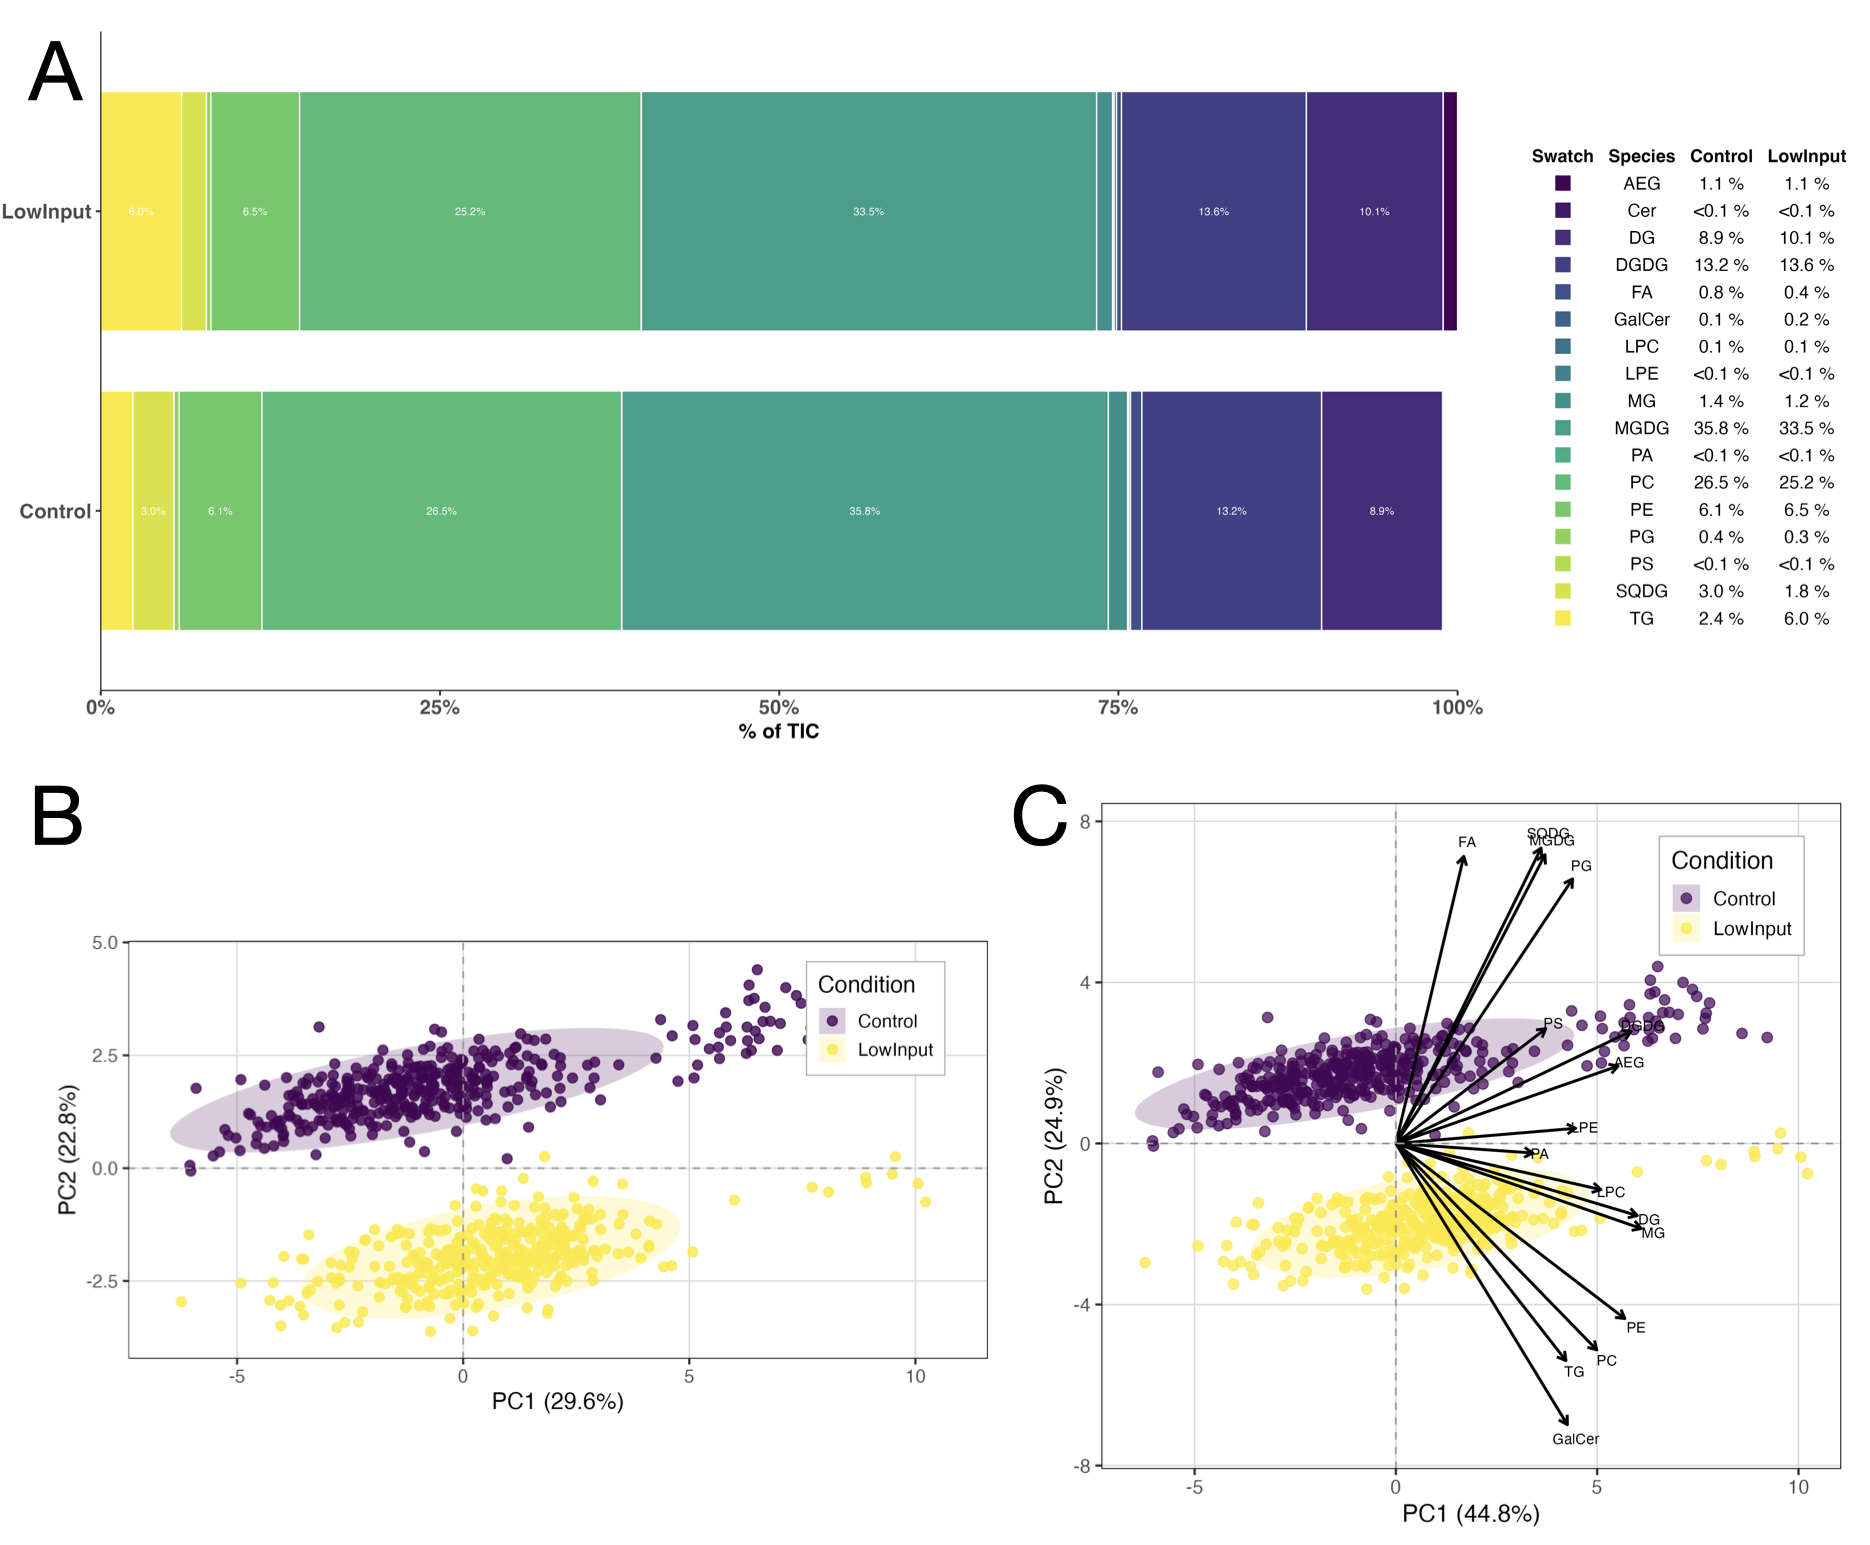 A
LowInput
6.0% 6.5% 25.2% 33.5% 13.6% 10.1%
Control
3.0% 6.1% 26.5% 35.8% 13.2% 8.9%
0% 25% 50% 75% 100%
% of TIC
Swatch Species Control LowInput
AEG 1.1 % 1.1 %
Cer <0.1 % <0.1 %
DG 8.9 % 10.1 %
DGDG 13.2 % 13.6 %
FA 0.8 % 0.4 %
GalCer 0.1 % 0.2 %
LPC 0.1 % 0.1 %
LPE <0.1 % <0.1 %
MG 1.4 % 1.2 %
MGDG 35.8 % 33.5 %
PA <0.1 % <0.1 %
PC 26.5 % 25.2 %
PE 6.1 % 6.5 %
PG 0.4 % 0.3 %
PS <0.1 % <0.1 %
SQDG 3.0 % 1.8 %
TG 2.4 % 6.0 %
B
5.0
2.5
0.0
-2.5
PC2 (22.8%)
-5 0 5 10
PC1 (29.6%)
Condition
Control
LowInput
C
8
4
0
-4
-8
PC2 (24.9%)
-5 0 5 10
PC1 (44.8%)
Condition
Control
LowInput
FA
SQDG
MGDG
PG
PS
DGDG
AEG
LPE
PA
LPC
DG
MG
PE
PC
TG
GalCer